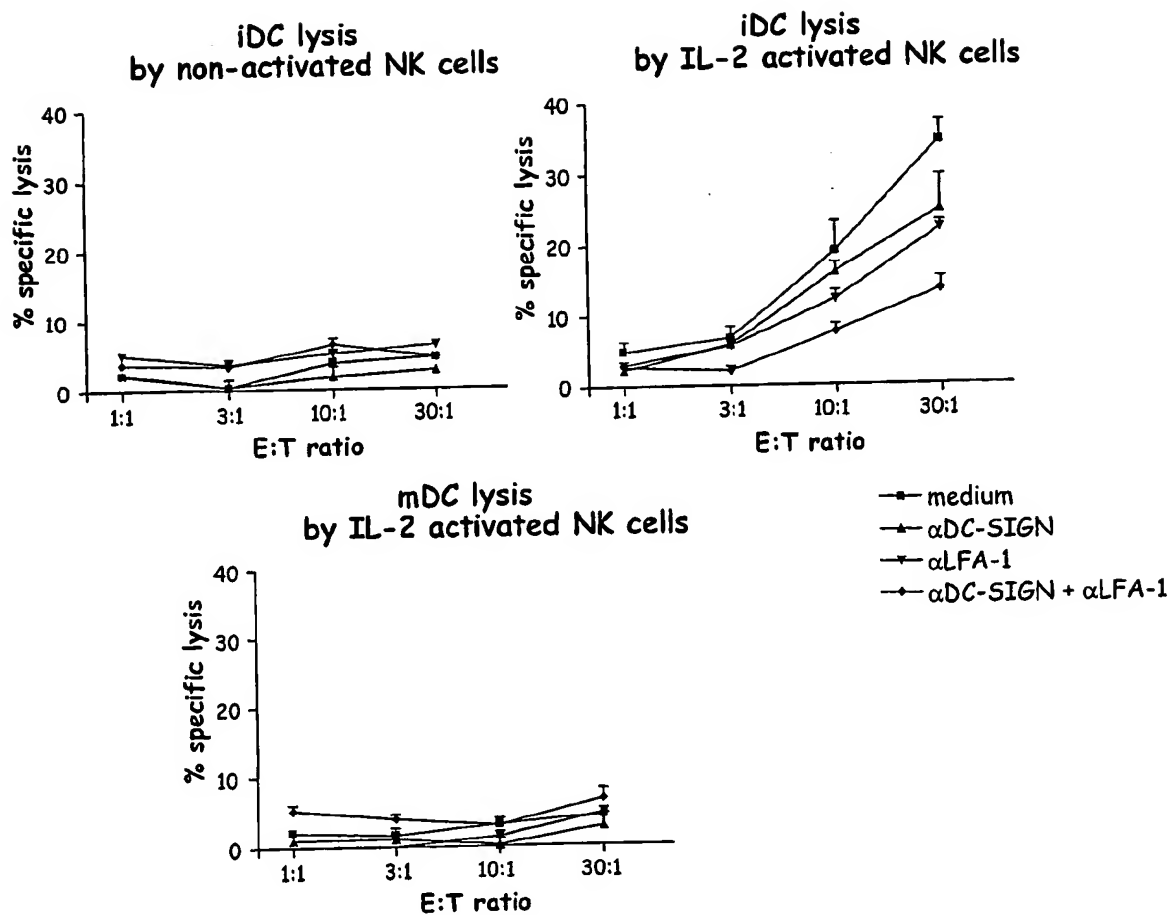 iDC lysis
by non-activated NK cells
% specific lysis
40
30
20
10
0
1:1 3:1 10:1 30:1
E:T ratio
iDC lysis
by IL-2 activated NK cells
% specific lysis
40
30
20
10
0
1:1 3:1 10:1 30:1
E:T ratio
mDC lysis
by IL-2 activated NK cells
% specific lysis
40
30
20
10
0
1:1 3:1 10:1 30:1
E:T ratio
medium
αDC-SIGN
αLFA-1
αDC-SIGN + αLFA-1